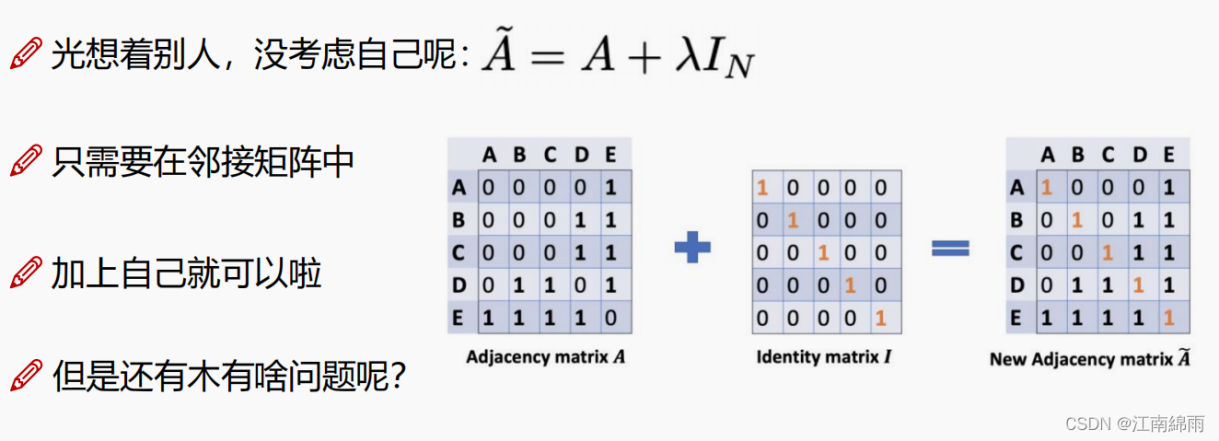 光想着别人，没考虑自己呢：Ã = A + λI_N
只需要在邻接矩阵中
加上自己就可以啦
但是还有木有啥问题呢？
A B C D E
A 0 0 0 0 1
B 0 0 0 1 1
C 0 0 0 1 1
D 0 1 1 0 1
E 1 1 1 1 0
Adjacency matrix A
1 0 0 0 0
0 1 0 0 0
0 0 1 0 0
0 0 0 1 0
0 0 0 0 1
Identity matrix I
A B C D E
A 1 0 0 0 1
B 0 1 0 1 1
C 0 0 1 1 1
D 0 1 1 1 1
E 1 1 1 1 1
New Adjacency matrix Ã
CSDN @江南綿雨